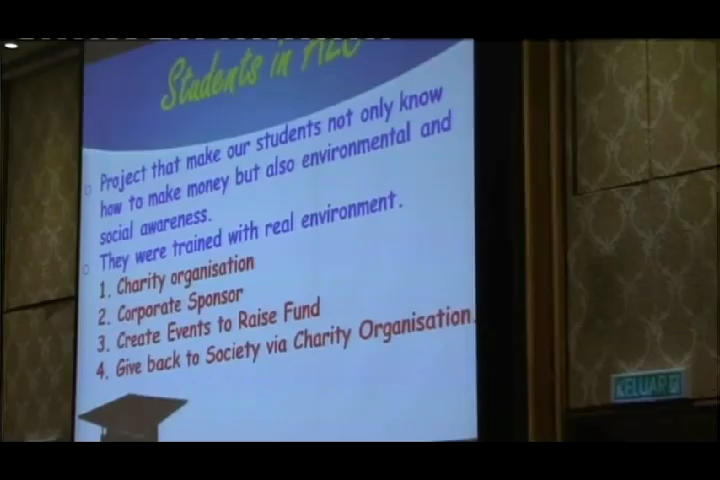 Students in
Project that make our students not only know
how to make money but also environmental and
social awareness.
They were trained with real environment.
1. Charity organisation
2. Corporate Sponsor
3. Create Events to Raise Fund
4. Give back to Society via Charity Organisation.
KELUAR